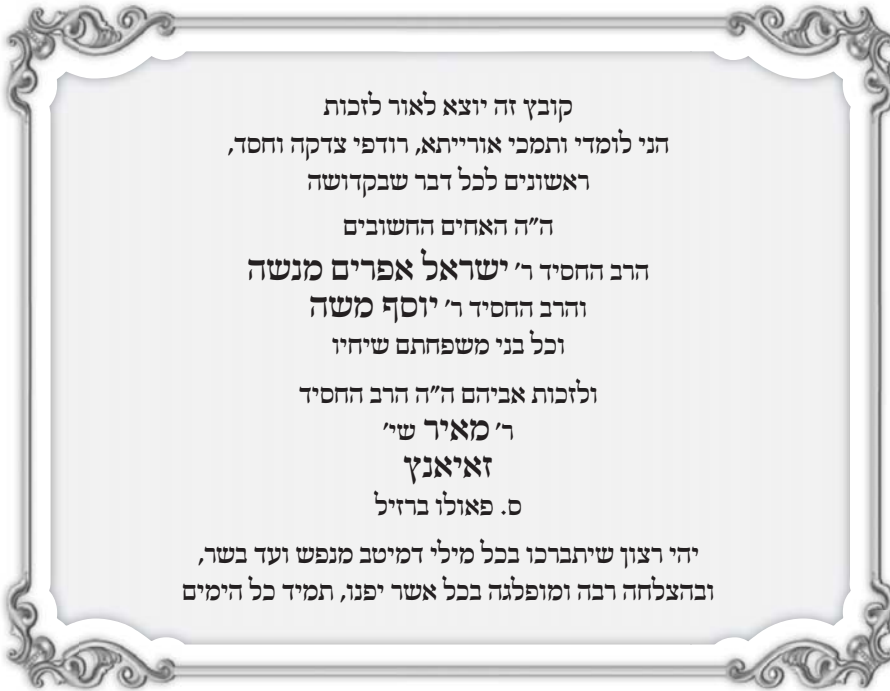 קובץ זה יוצא לאור לזכות
הני לומדי ותמכי אורייתא, רודפי צדקה וחסד,
ראשונים לכל דבר שבקדושה
ה״ה האחים החשובים
הרב החסיד ר׳ ישראל אפרים מנשה
והרב החסיד ר׳ יוסף משה
וכל בני משפחתם שיחיו
ולזכות אביהם ה״ה הרב החסיד
ר׳ מאיר שי׳
זאיאנץ
ס. פאולו ברזיל
יהי רצון שיתברכו בכל מילי דמיטב מנפש ועד בשר,
ובהצלחה רבה ומופלגה בכל אשר יפנו, תמיד כל הימים